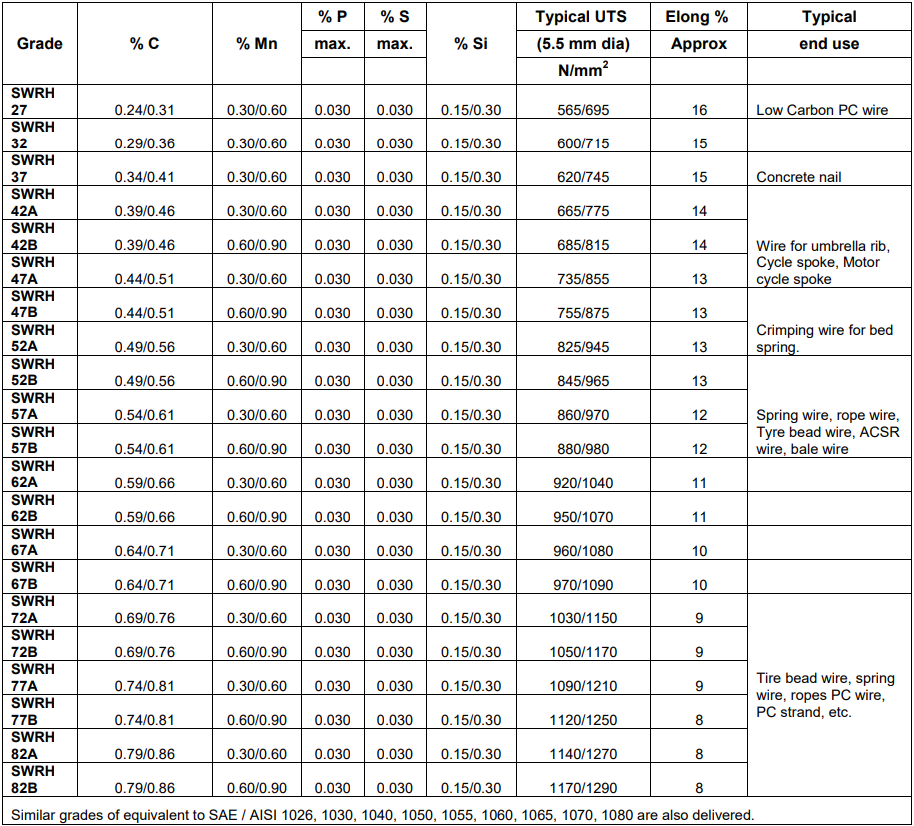 Grade % C % Mn % P % S % Si Typical UTS Elong % Typical
max. max. (5.5 mm dia) Approx end use
N/mm²
SWRH
27 0.24/0.31 0.30/0.60 0.030 0.030 0.15/0.30 565/695 16 Low Carbon PC wire
SWRH
32 0.29/0.36 0.30/0.60 0.030 0.030 0.15/0.30 600/715 15
SWRH
37 0.34/0.41 0.30/0.60 0.030 0.030 0.15/0.30 620/745 15 Concrete nail
SWRH
42A 0.39/0.46 0.30/0.60 0.030 0.030 0.15/0.30 665/775 14
SWRH
42B 0.39/0.46 0.60/0.90 0.030 0.030 0.15/0.30 685/815 14 Wire for umbrella rib,
SWRH Cycle spoke, Motor
47A 0.44/0.51 0.30/0.60 0.030 0.030 0.15/0.30 735/855 13 cycle spoke
SWRH
47B 0.44/0.51 0.60/0.90 0.030 0.030 0.15/0.30 755/875 13
SWRH Crimping wire for bed
52A 0.49/0.56 0.30/0.60 0.030 0.030 0.15/0.30 825/945 13 spring.
SWRH
52B 0.49/0.56 0.60/0.90 0.030 0.030 0.15/0.30 845/965 13
SWRH
57A 0.54/0.61 0.30/0.60 0.030 0.030 0.15/0.30 860/970 12 Spring wire, rope wire,
SWRH Tyre bead wire, ACSR
57B 0.54/0.61 0.60/0.90 0.030 0.030 0.15/0.30 880/980 12 wire, bale wire
SWRH
62A 0.59/0.66 0.30/0.60 0.030 0.030 0.15/0.30 920/1040 11
SWRH
62B 0.59/0.66 0.60/0.90 0.030 0.030 0.15/0.30 950/1070 11
SWRH
67A 0.64/0.71 0.30/0.60 0.030 0.030 0.15/0.30 960/1080 10
SWRH
67B 0.64/0.71 0.60/0.90 0.030 0.030 0.15/0.30 970/1090 10
SWRH
72A 0.69/0.76 0.30/0.60 0.030 0.030 0.15/0.30 1030/1150 9
SWRH
72B 0.69/0.76 0.60/0.90 0.030 0.030 0.15/0.30 1050/1170 9
SWRH Tire bead wire, spring
77A 0.74/0.81 0.30/0.60 0.030 0.030 0.15/0.30 1090/1210 9 wire, ropes PC wire,
SWRH PC strand, etc.
77B 0.74/0.81 0.60/0.90 0.030 0.030 0.15/0.30 1120/1250 8
SWRH
82A 0.79/0.86 0.30/0.60 0.030 0.030 0.15/0.30 1140/1270 8
SWRH
82B 0.79/0.86 0.60/0.90 0.030 0.030 0.15/0.30 1170/1290 8
Similar grades of equivalent to SAE / AISI 1026, 1030, 1040, 1050, 1055, 1060, 1065, 1070, 1080 are also delivered.